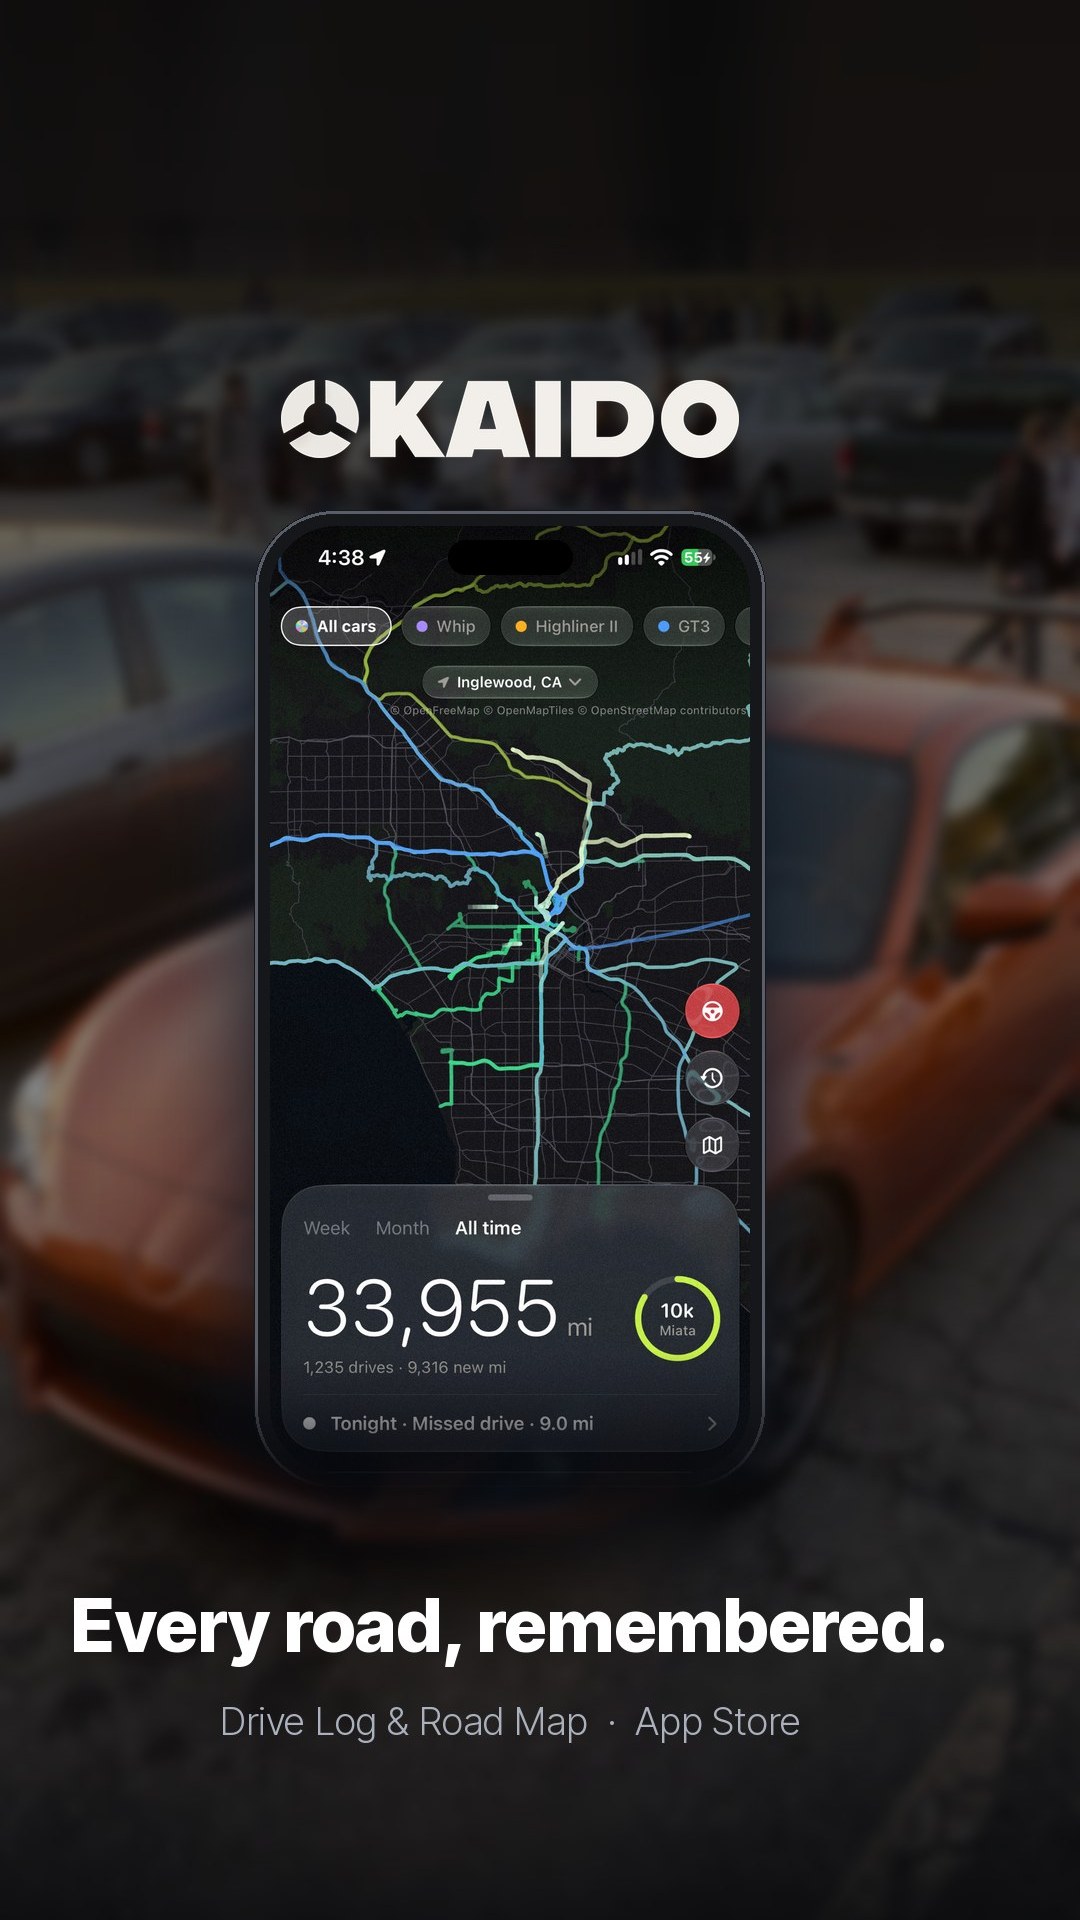 KAIDO
4:38
55
All cars
Whip
Highliner II
GT3
Inglewood, CA
© OpenFreeMap © OpenMapTiles © OpenStreetMap contributors
Week Month All time
33,955 mi
10k
Miata
1,235 drives · 9,316 new mi
Tonight · Missed drive · 9.0 mi
Every road, remembered.
Drive Log & Road Map · App Store